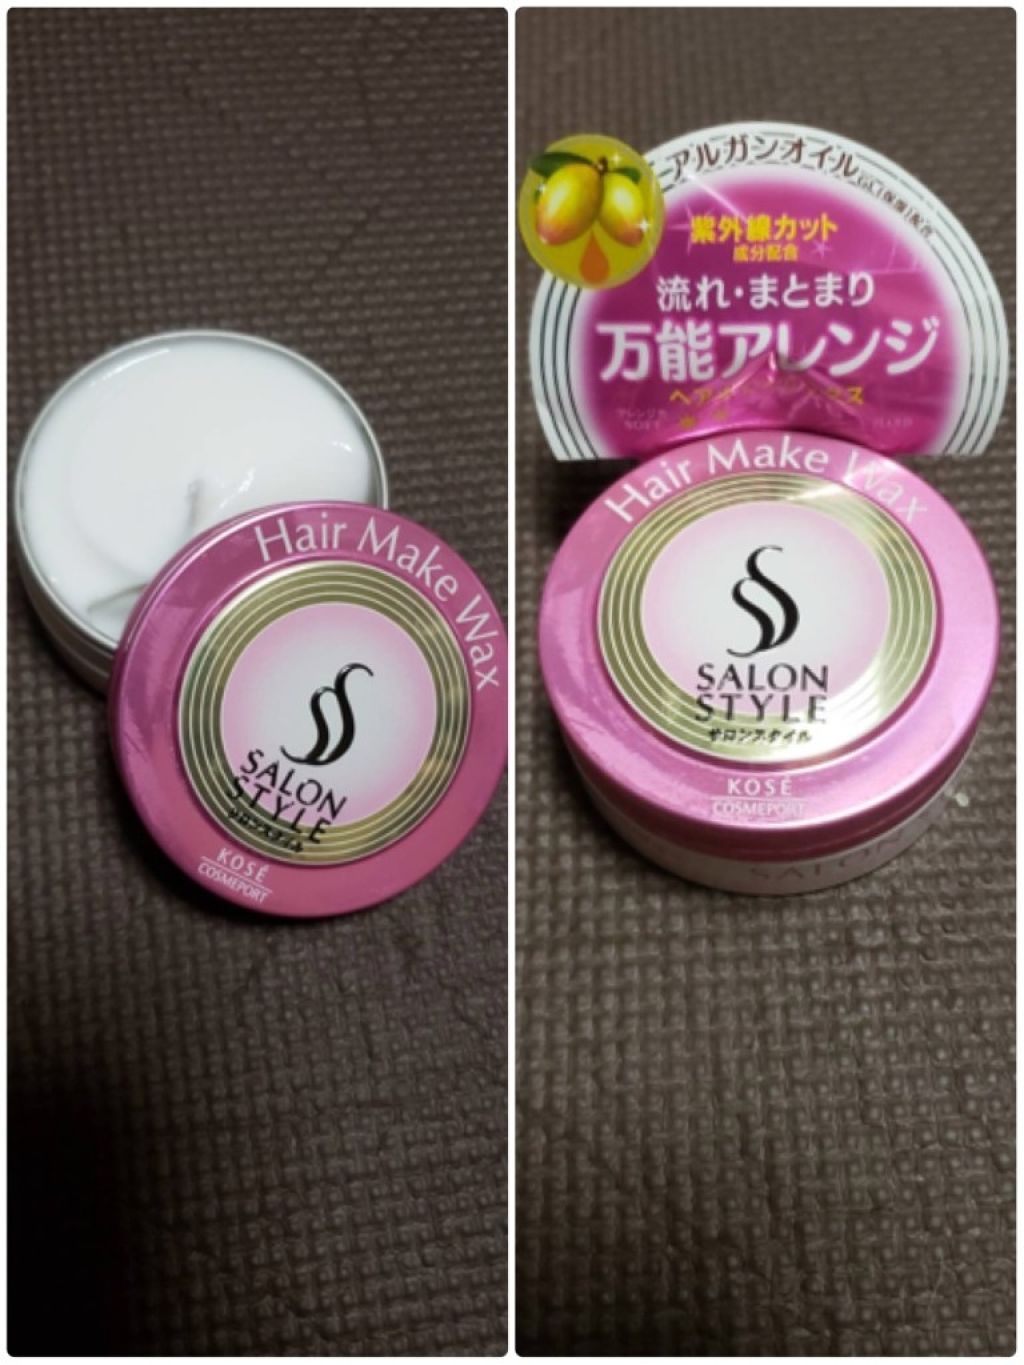 Hair Make Wax
SALON
STYLE
サロンスタイル
KOSÉ
COSMEPORT
アルガンオイル
紫外線カット
成分配合
流れ・まとまり
万能アレンジ
Hair Make Wax
SALON
STYLE
サロンスタイル
KOSÉ
COSMEPORT
SALON